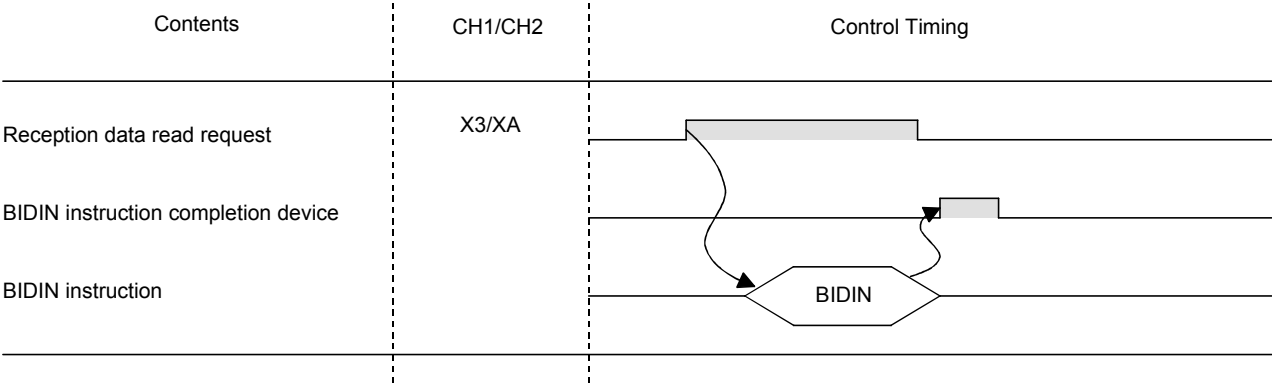 Contents
CH1/CH2
Control Timing
Reception data read request
X3/XA
BIDIN instruction completion device
BIDIN instruction
BIDIN